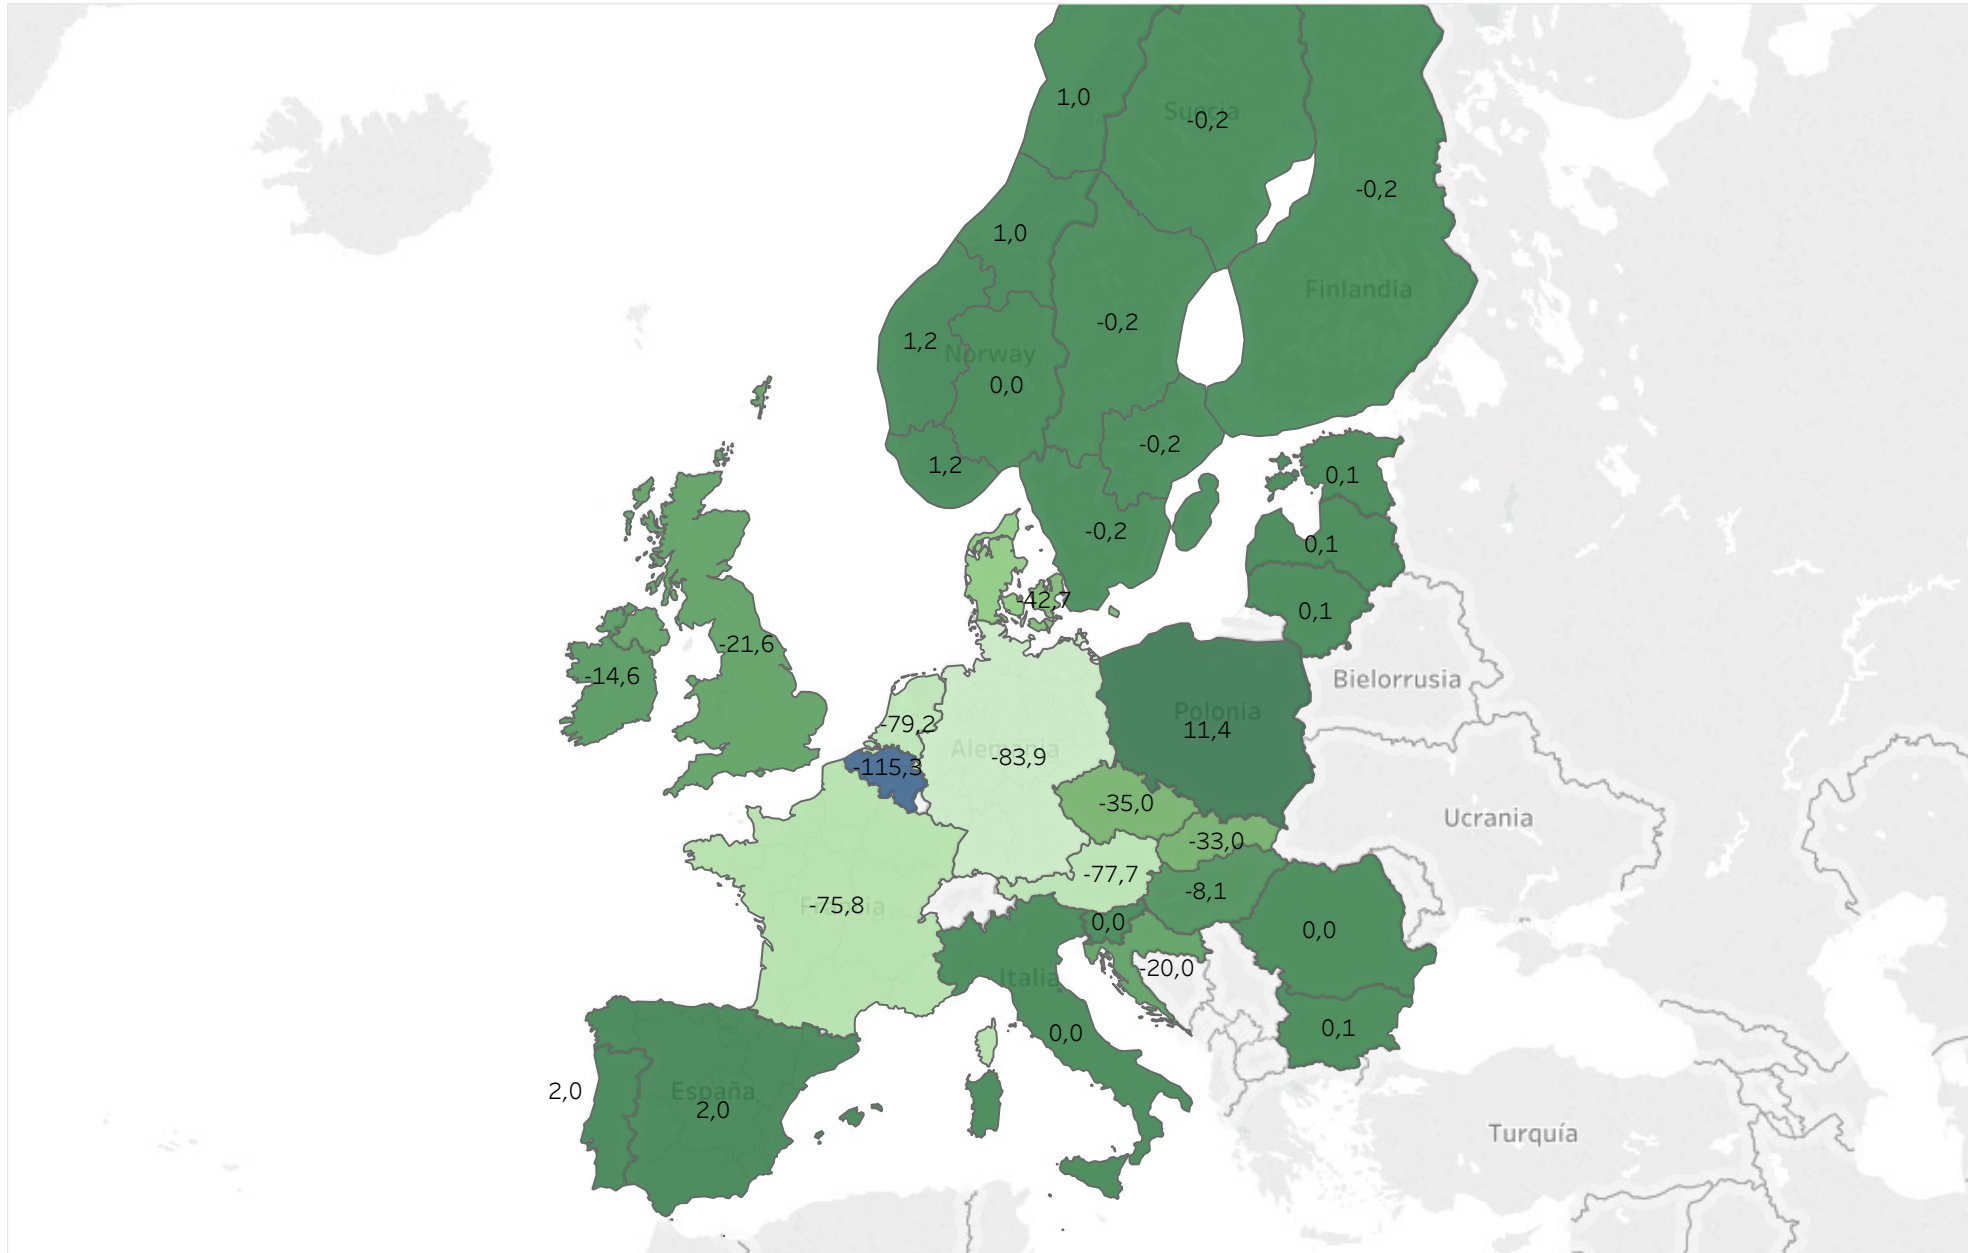 1,0
Suecia
-0,2
-0,2
1,0
Finlandia
-0,2
1,2
Norway
0,0
-0,2
1,2
0,1
-0,2
0,1
-42,7
0,1
-21,6
-14,6
Bielorrusia
Polonia
11,4
-79,2
Alemania
-83,9
-115,3
-35,0
Ucrania
-33,0
-77,7
-8,1
Francia
-75,8
0,0
0,0
-20,0
Italia
0,0
0,1
2,0
España
2,0
Turquía